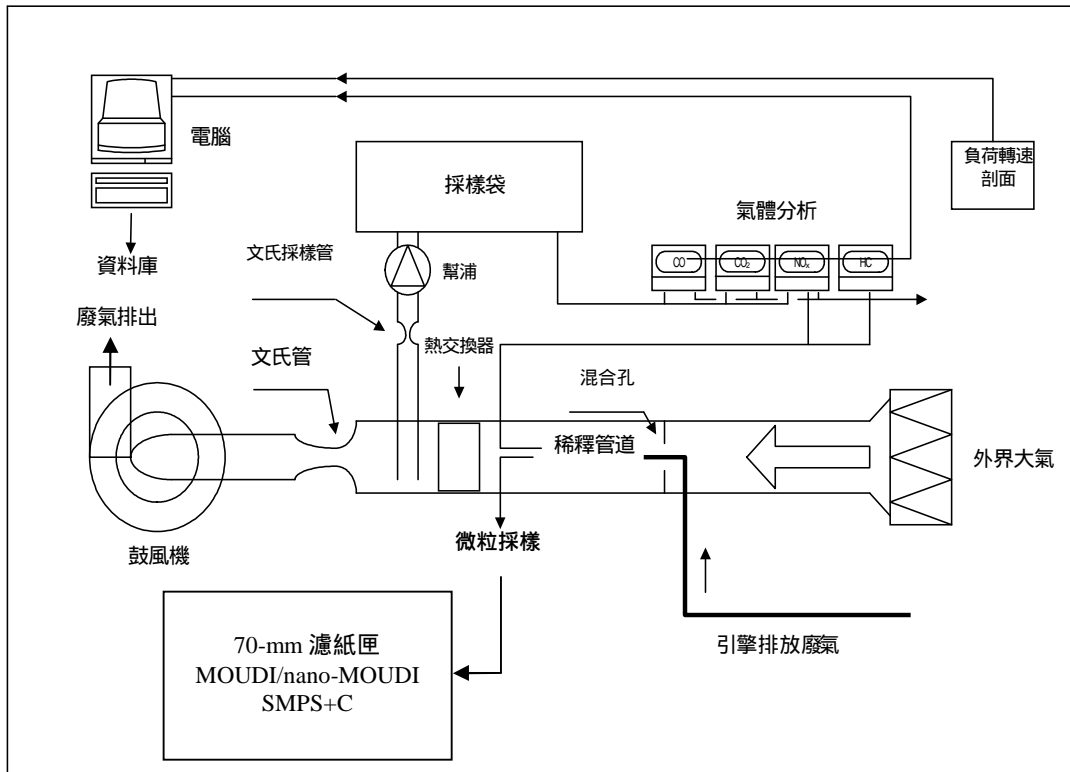 電腦
負荷轉速
剖面
採樣袋
氣體分析
文氏採樣管
資料庫
幫浦
CO
CO₂
NOₓ
HC
廢氣排出
文氏管
熱交換器
混合孔
稀釋管道
外界大氣
鼓風機
微粒採樣
引擎排放廢氣
70-mm 濾紙匣
MOUDI/nano-MOUDI
SMPS+C